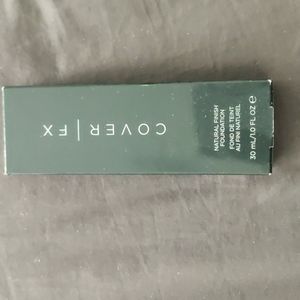 COVER | FX
NATURAL FINISH
FOUNDATION
FOND DE TEINT
AU FINI NATUREL
30 mL/1.0 FL OZ ℮